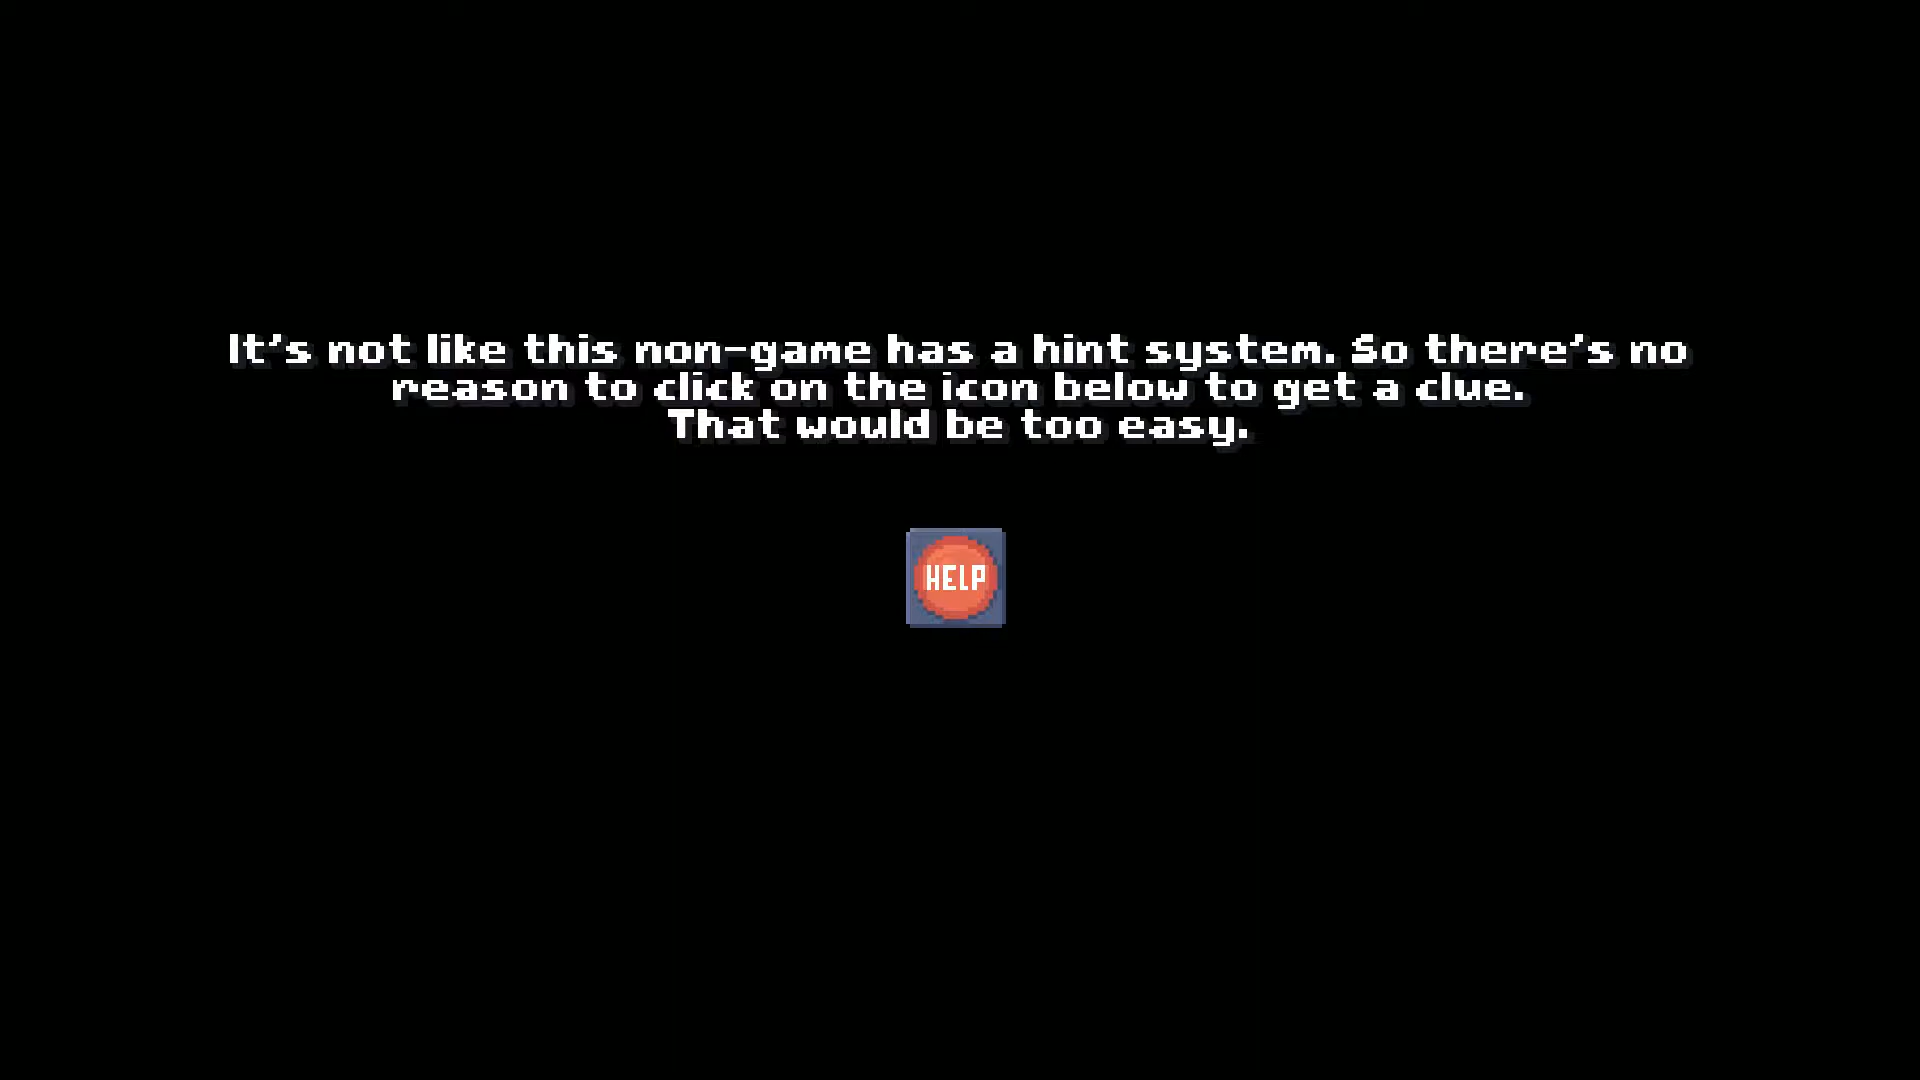 It's not like this non-game has a hint system. So there's no
reason to click on the icon below to get a clue.
That would be too easy.
HELP